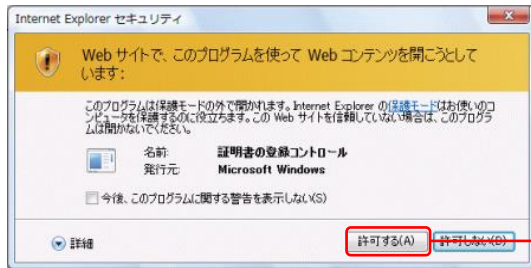 Internet Explorer セキュリティ
Web サイトで、このプログラムを使って Web コンテンツを開こうとして
います:
このプログラムは保護モードの外で開かれます。Internet Explorer の保護モードはお使いのコ
ンピュータを保護するのに役立ちます。この Web サイトを信頼していない場合は、このプログラ
ムは開かないでください。
名前: 証明書の登録コントロール
発行元: Microsoft Windows
今後、このプログラムに関する警告を表示しない(S)
詳細
許可する(A)
許可しない(D)